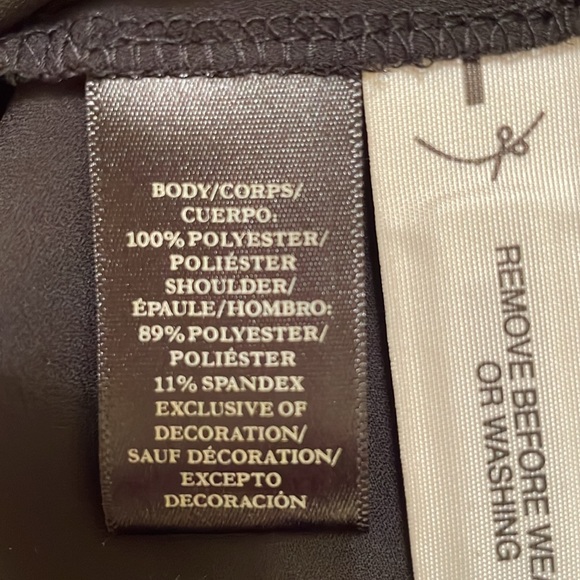 BODY/CORPS/
CUERPO:
100% POLYESTER/
POLIÉSTER
SHOULDER/
ÉPAULE/HOMBRO:
89% POLYESTER/
POLIÉSTER
11% SPANDEX
EXCLUSIVE OF
DECORATION/
SAUF DÉCORATION/
EXCEPTO
DECORACIÓN
REMOVE BEFORE WEA
OR WASHING